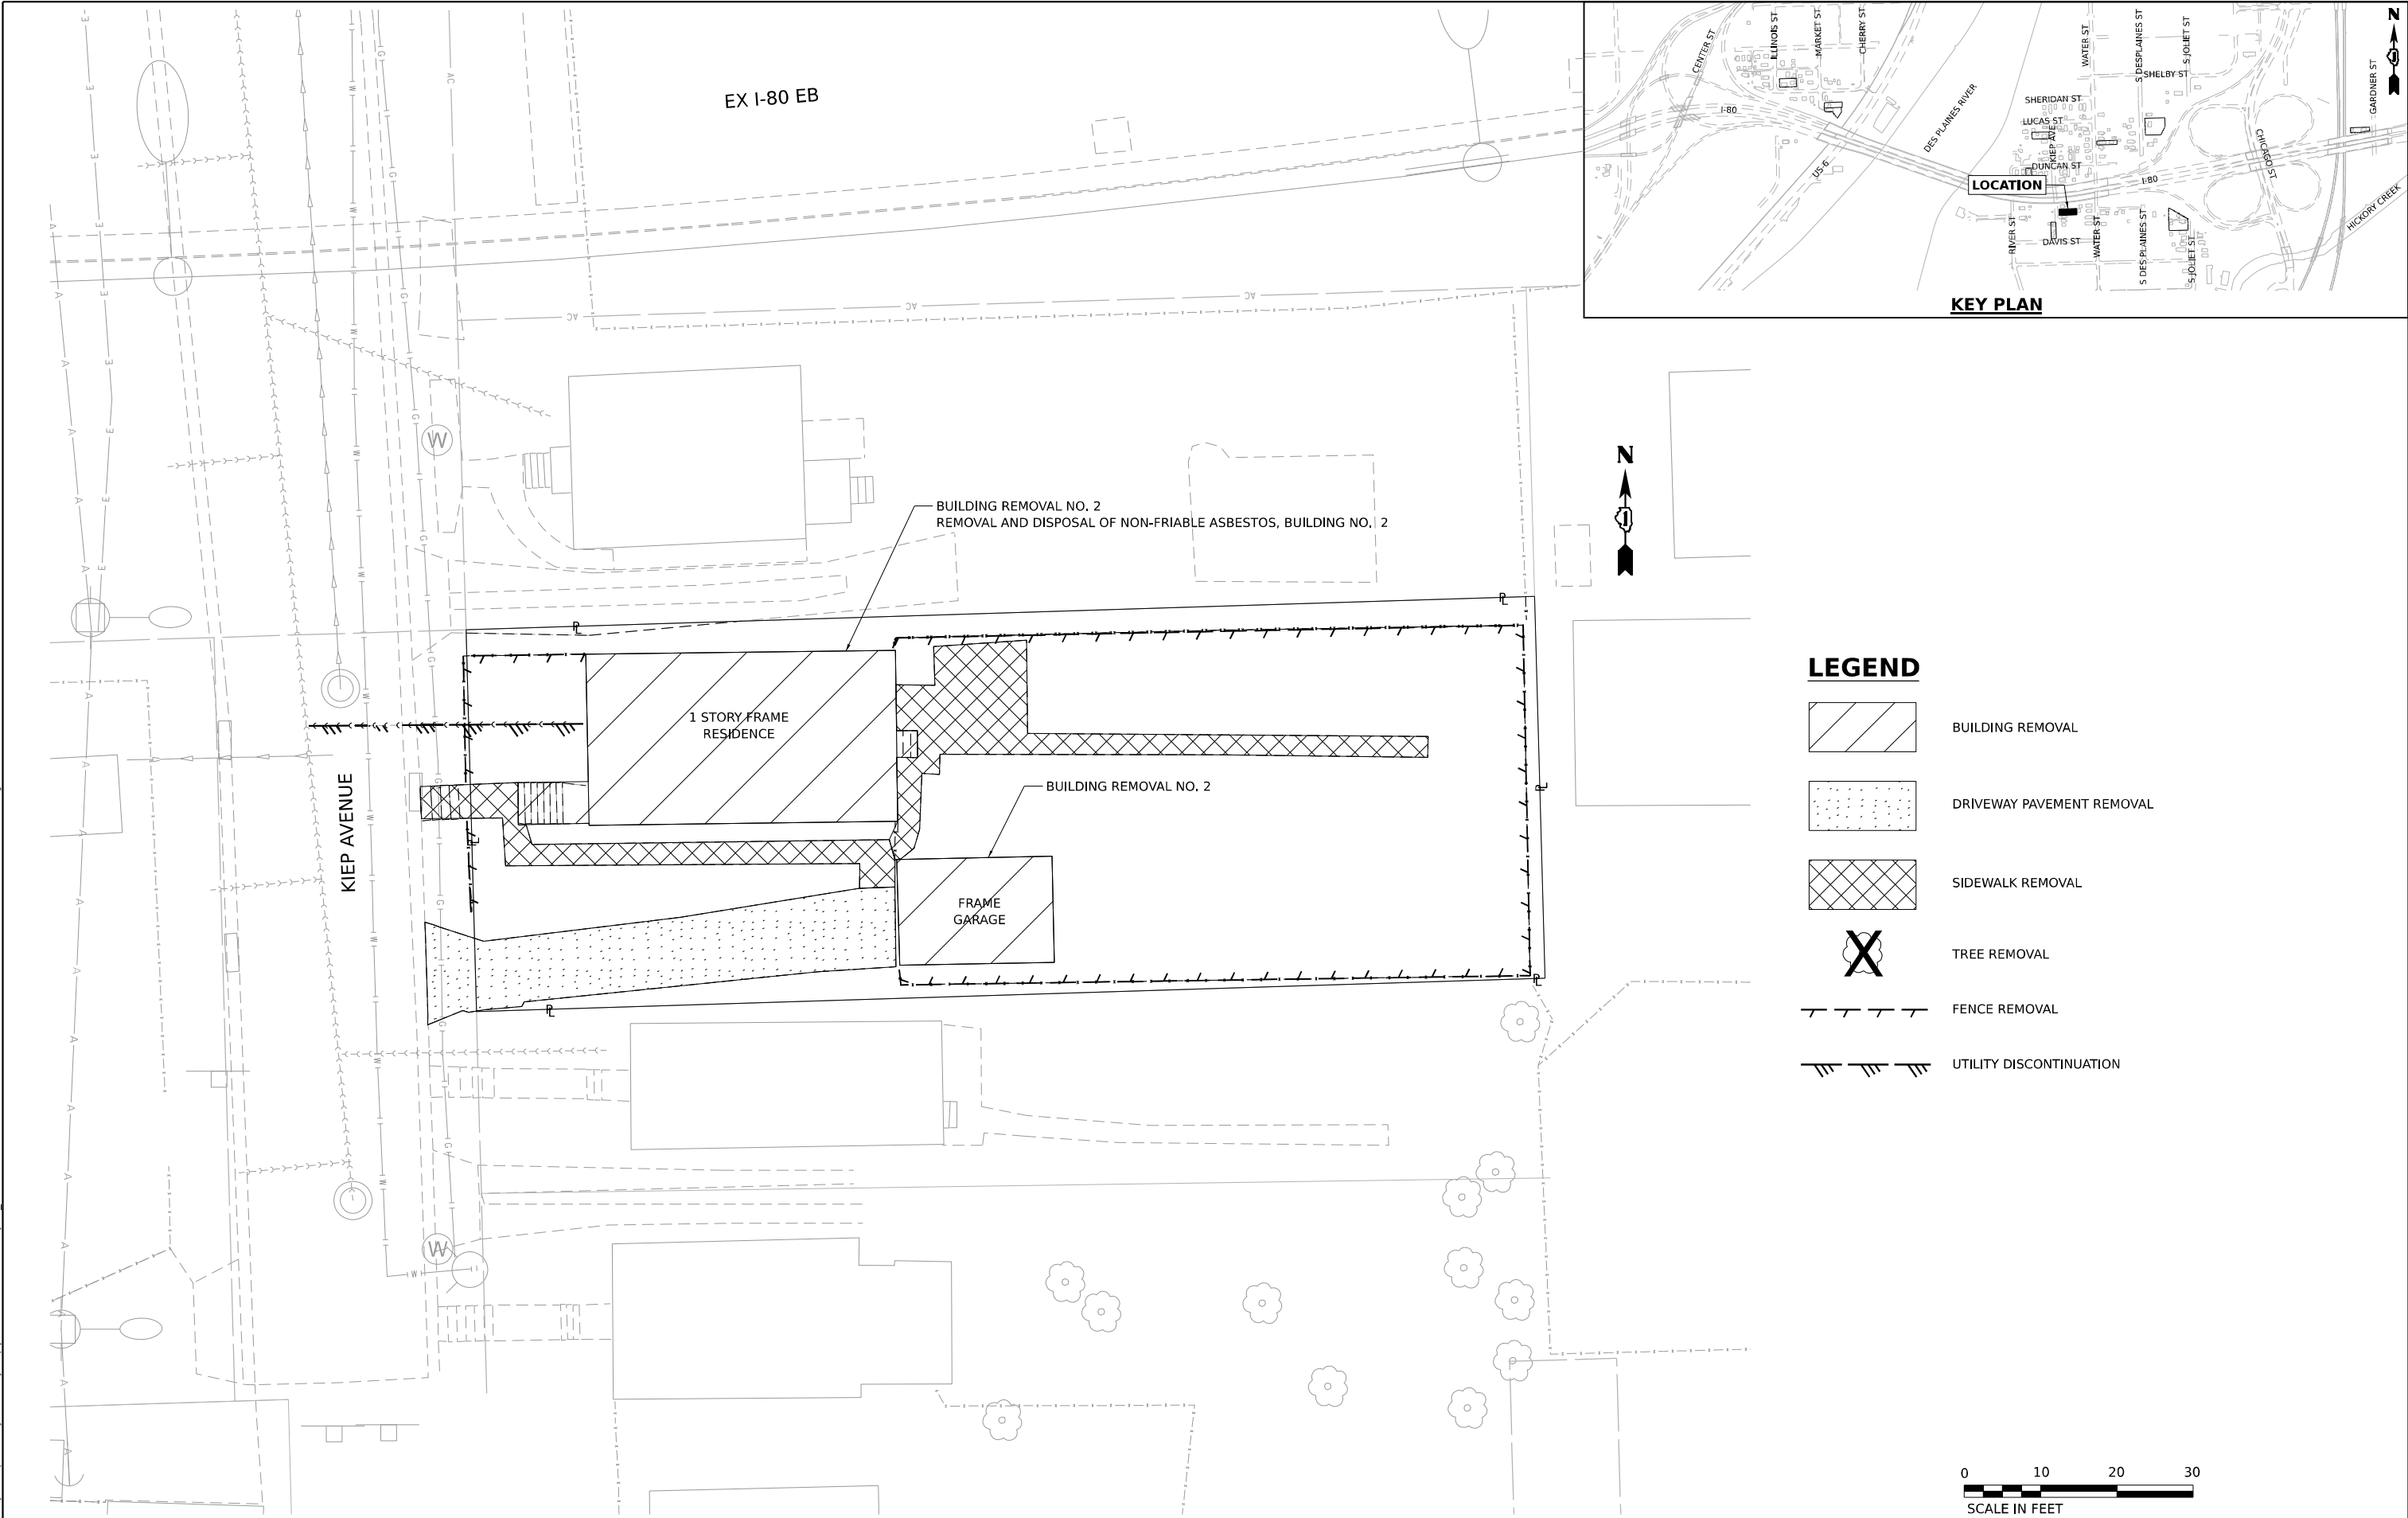 EX I-80 EB
CENTER ST
ILLINOIS ST
MARKET ST
CHERRY ST
WATER ST
S DESPLAINES ST
S JOLIET ST
SHELBY ST
GARDNER ST
N
I-80
DES PLAINES RIVER
SHERIDAN ST
LUCAS ST
KIEP AVE
DUNCAN ST
CHICAGO ST
US-6
LOCATION
I-80
HICKORY CREEK
RIVER ST
DAVIS ST
WATER ST
S DES PLAINES ST
S JOLIET ST
KEY PLAN
N
BUILDING REMOVAL NO. 2
REMOVAL AND DISPOSAL OF NON-FRIABLE ASBESTOS, BUILDING NO. 2
1 STORY FRAME
RESIDENCE
BUILDING REMOVAL NO. 2
FRAME
GARAGE
KIEP AVENUE
W
W
LEGEND
BUILDING REMOVAL
DRIVEWAY PAVEMENT REMOVAL
SIDEWALK REMOVAL
TREE REMOVAL
FENCE REMOVAL
UTILITY DISCONTINUATION
0 10 20 30
SCALE IN FEET